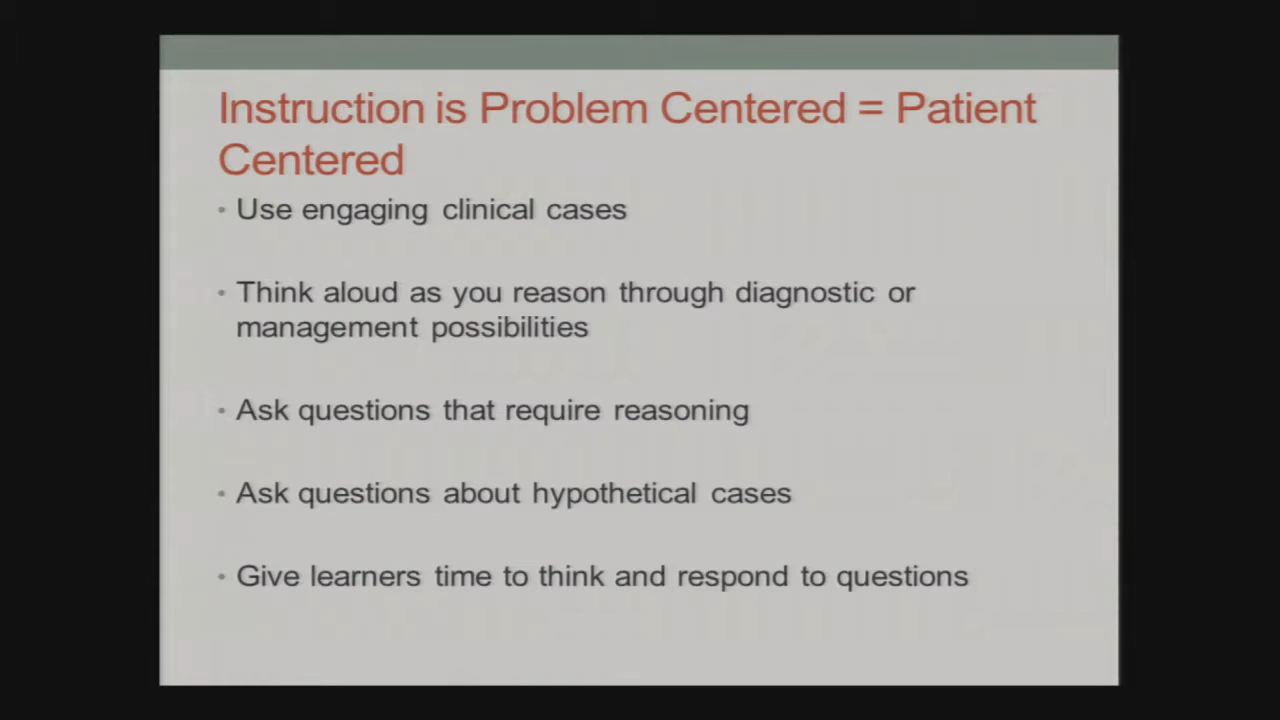 Instruction is Problem Centered = Patient
Centered
• Use engaging clinical cases
• Think aloud as you reason through diagnostic or
management possibilities
• Ask questions that require reasoning
• Ask questions about hypothetical cases
• Give learners time to think and respond to questions